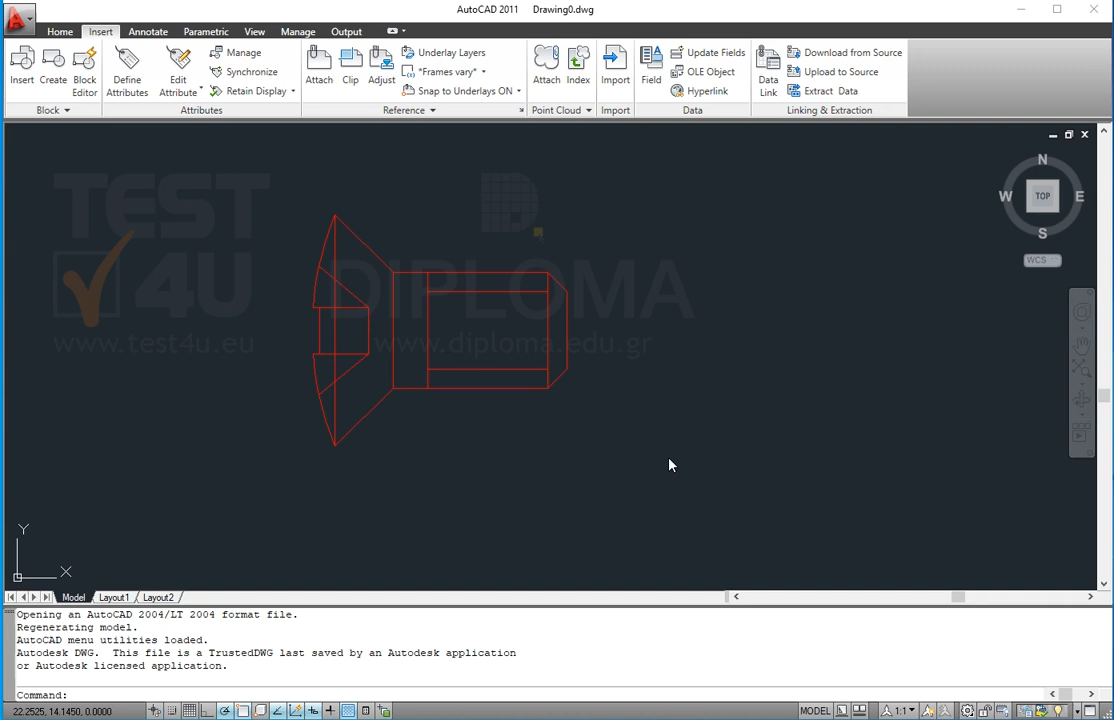 AutoCAD 2011 Drawing0.dwg
Home Insert Annotate Parametric View Manage Output
Insert Create Block Editor
Define Attributes Edit Attribute Manage Synchronize Retain Display
Attach Clip Adjust Underlay Layers *Frames vary* Snap to Underlays ON
Attach Index Import
Field Update Fields OLE Object Hyperlink
Data Link Download from Source Upload to Source Extract Data
Block Attributes Reference Point Cloud Import Data Linking & Extraction
TEST 4U
www.test4u.eu
D.
DIPLOMA
www.diploma.edu.gr
N
W TOP E
S
WCS
Y
X
Model Layout1 Layout2
Opening an AutoCAD 2004/LT 2004 format file.
Regenerating model.
AutoCAD menu utilities loaded.
Autodesk DWG. This file is a TrustedDWG last saved by an Autodesk application
or Autodesk licensed application.
Command:
22.2525, 14.1450, 0.0000 MODEL 1:1